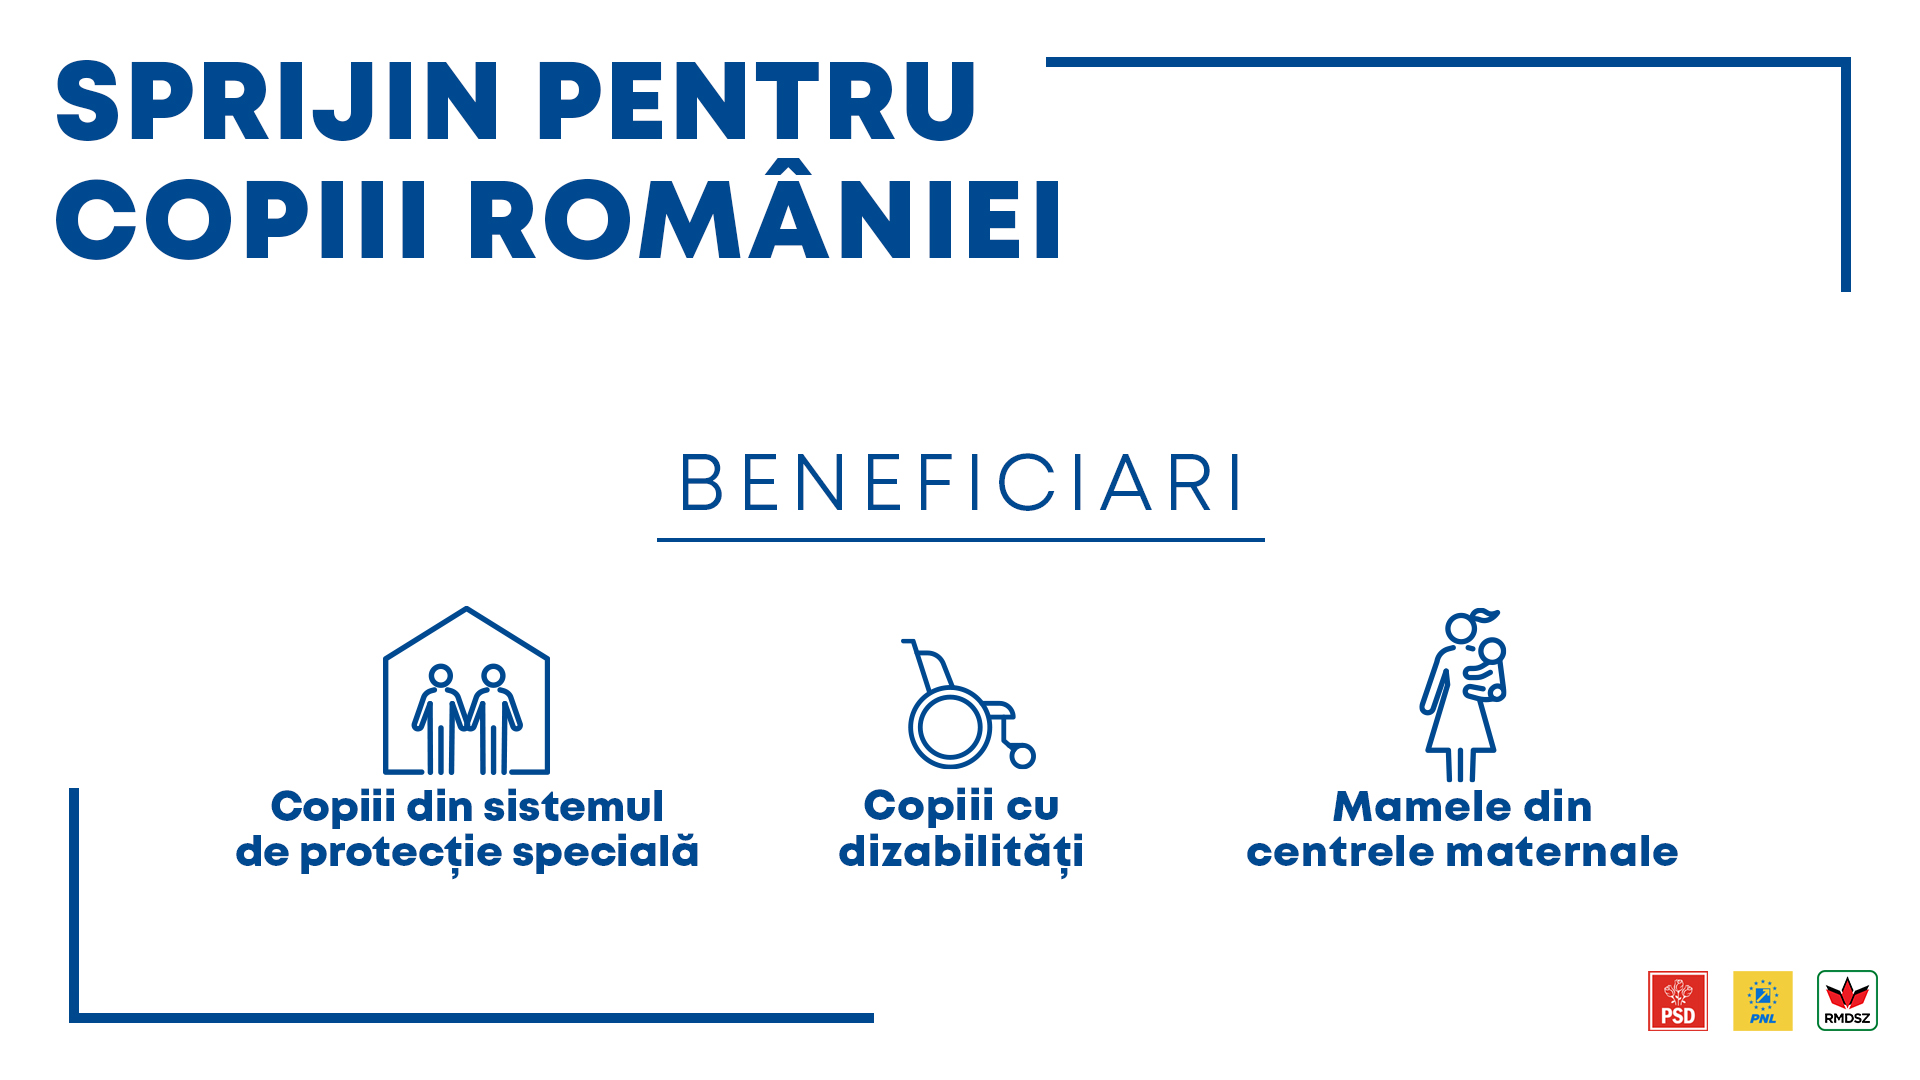 SPRIJIN PENTRU
COPIII ROMÂNIEI
BENEFICIARI
Copiii din sistemul
de protecție specială
Copiii cu
dizabilități
Mamele din
centrele maternale
PSD
PNL
RMDSZ